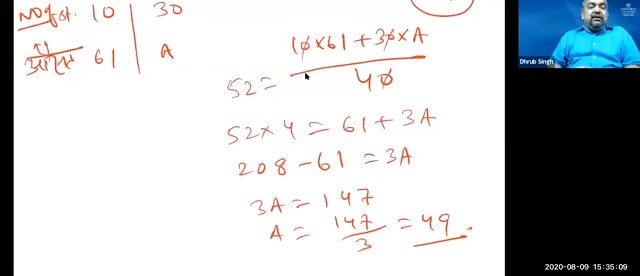 No of st. 10 | 30
औसत 61 | A
52 = 10×61 + 30×A / 40
52×4 = 61 + 3A
208 - 61 = 3A
3A = 147
A = 147/3 = 49
Dhrub Singh
2020-08-09 15:35:09